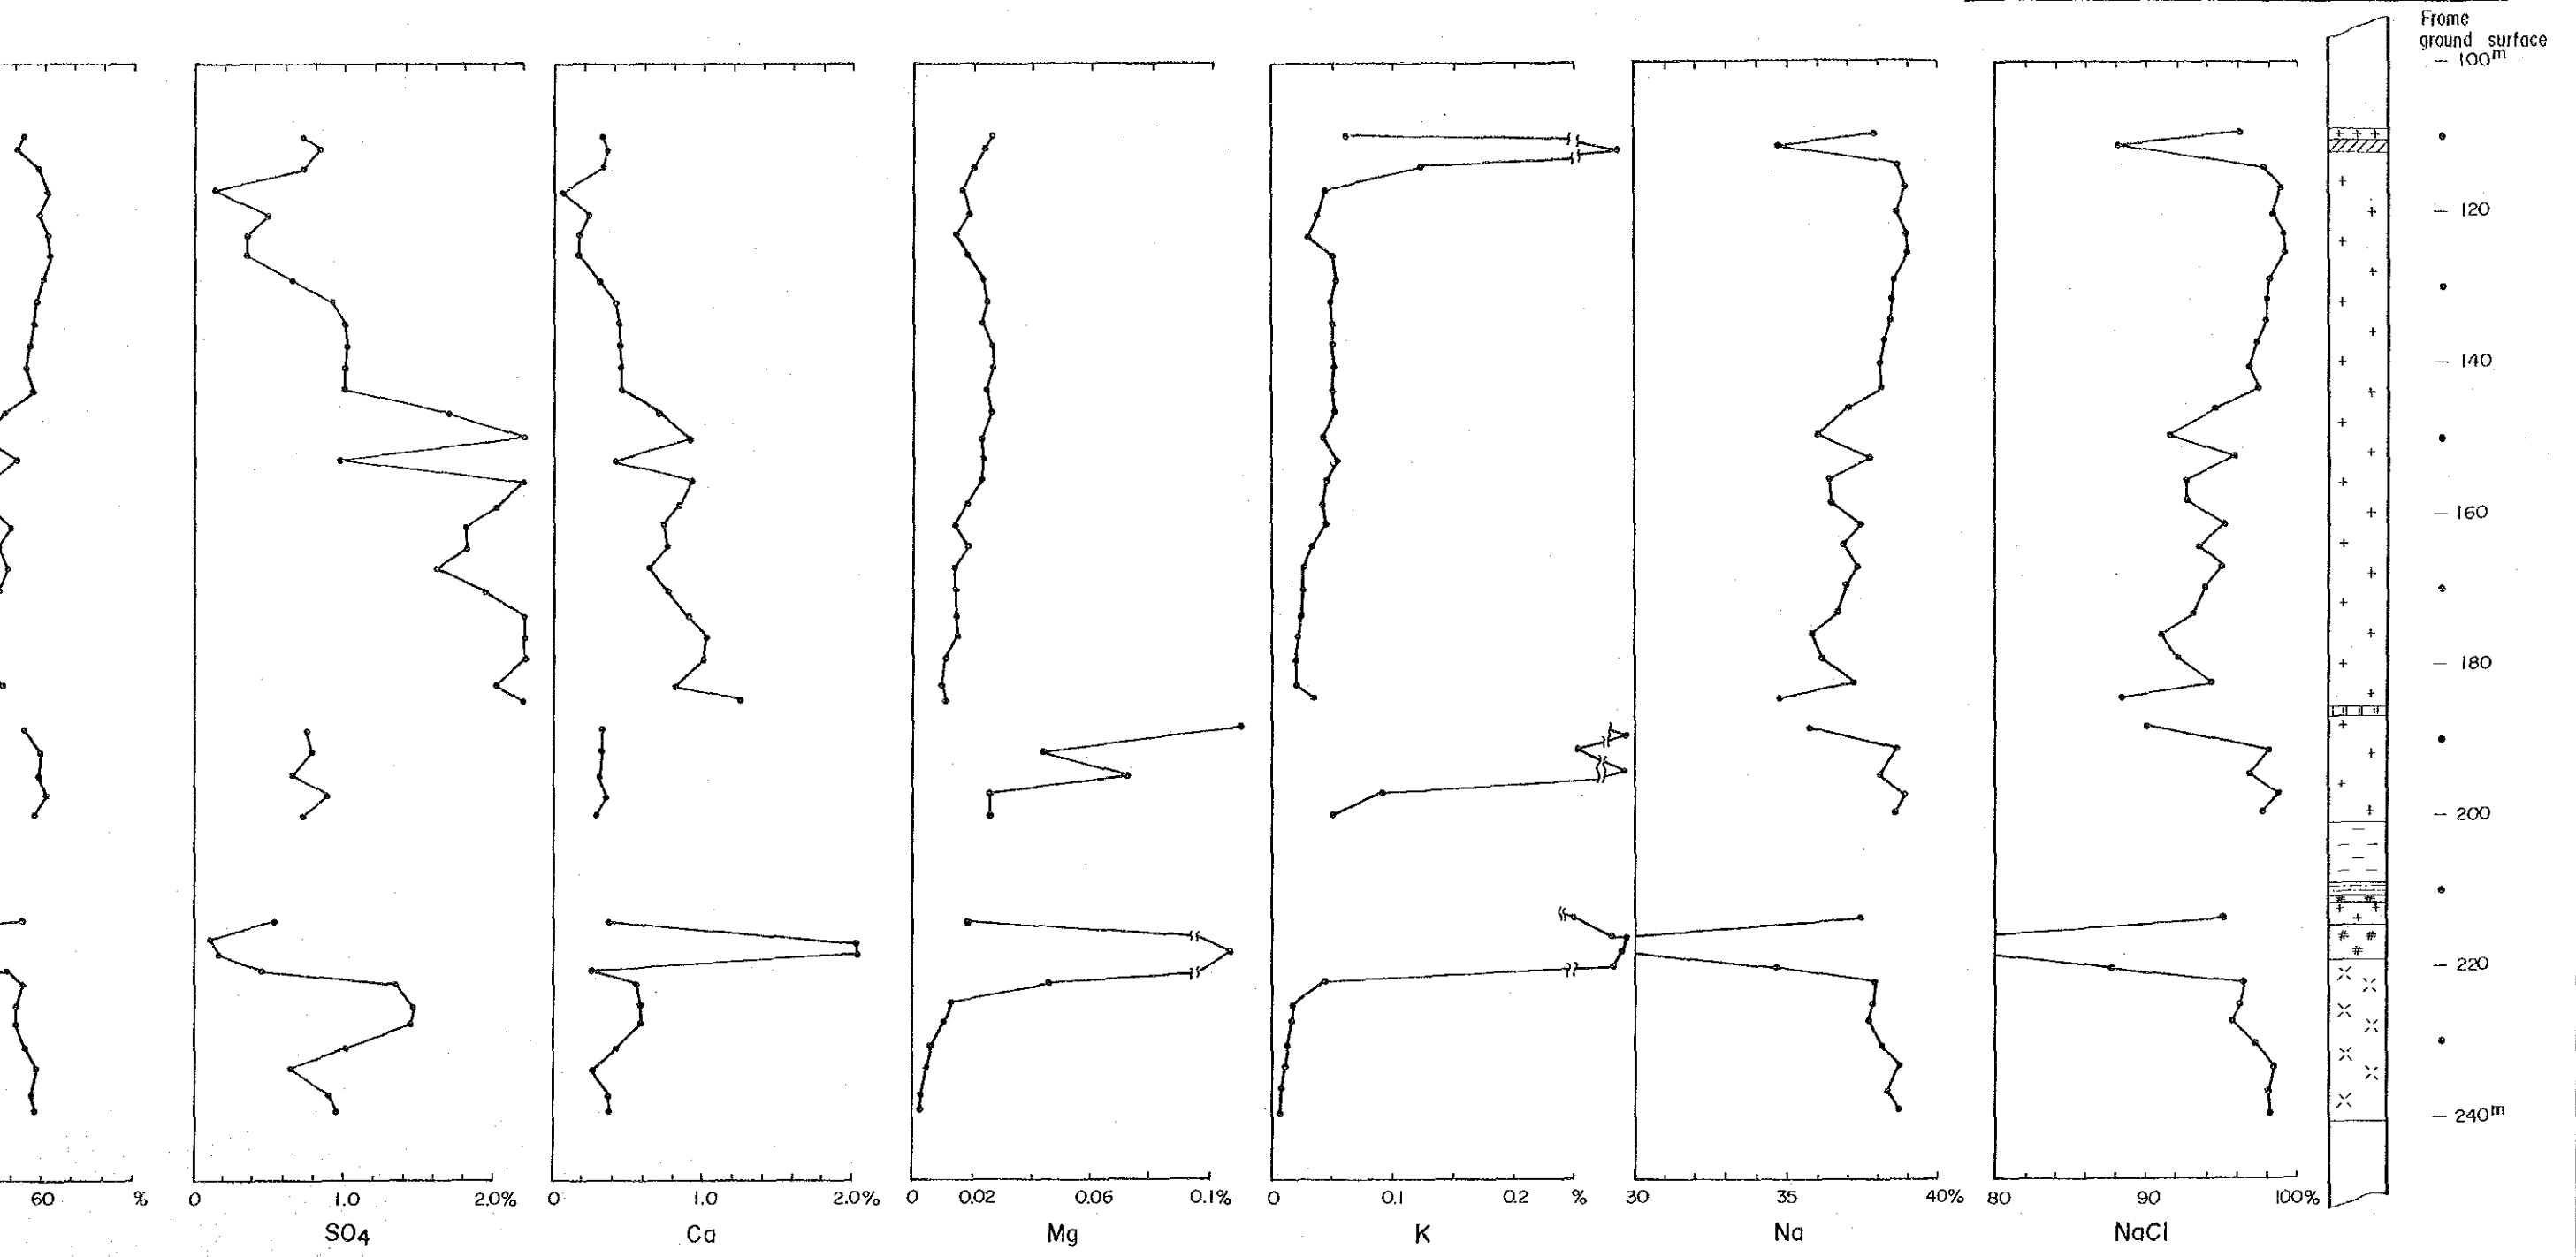 Frome
ground surface
100m
120
140
160
180
200
220
240m
60 %
0 1.0 2.0%
0 1.0 2.0%
0 0.02 0.06 0.1%
0 0.1 0.2 %
30 35 40%
80 90 100%
SO4
Ca
Mg
K
Na
NaCl